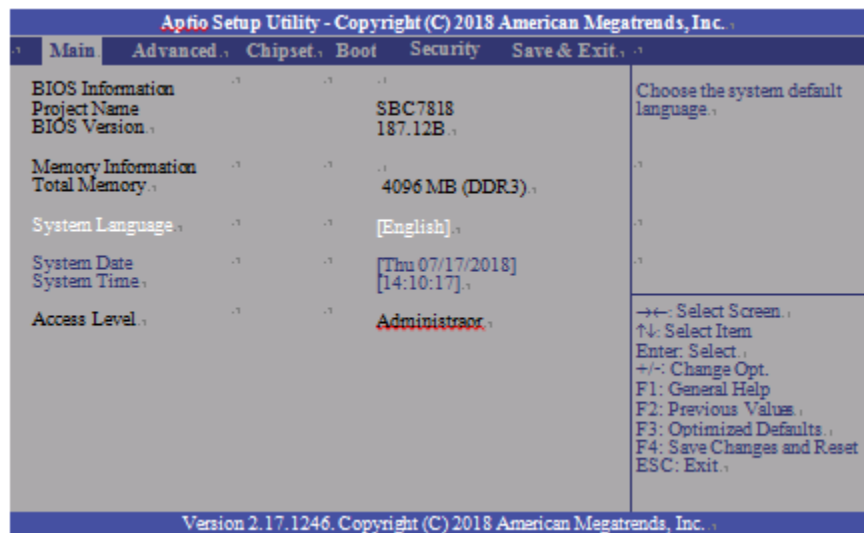 Aptio Setup Utility - Copyright (C) 2018 American Megatrends, Inc.
Main Advanced Chipset Boot Security Save & Exit
BIOS Information
Project Name SBC7818
BIOS Version 187.12B
Memory Information
Total Memory 4096 MB (DDR3)
System Language [English]
System Date [Thu 07/17/2018]
System Time [14:10:17]
Access Level Administraor
Choose the system default
language
→←: Select Screen
↑↓: Select Item
Enter: Select
+/-: Change Opt.
F1: General Help
F2: Previous Values
F3: Optimized Defaults
F4: Save Changes and Reset
ESC: Exit
Version 2.17.1246. Copyright (C) 2018 American Megatrends, Inc.